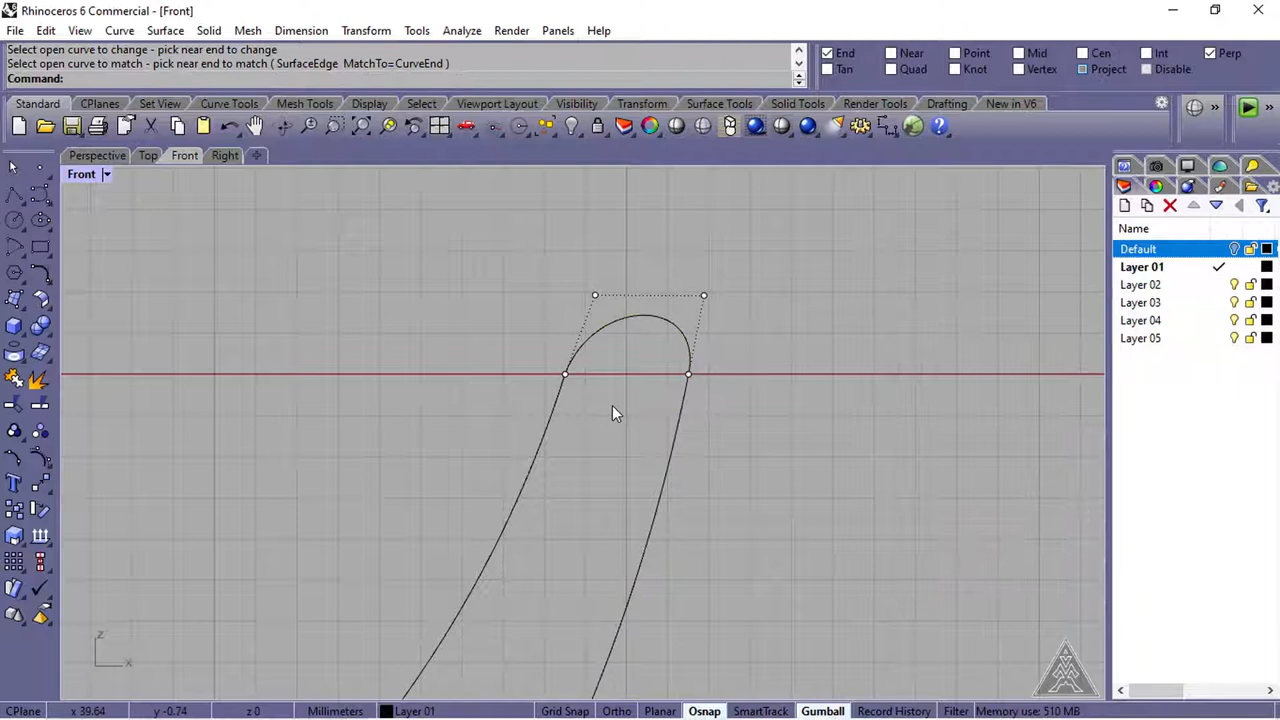 Rhinoceros 6 Commercial - [Front]
File Edit View Curve Surface Solid Mesh Dimension Transform Tools Analyze Render Panels Help
Select open curve to change - pick near end to change
Select open curve to match - pick near end to match ( SurfaceEdge MatchTo=CurveEnd )
Command:
End Near Point Mid Cen Int Perp
Tan Quad Knot Vertex Project Disable
Standard CPlanes Set View Curve Tools Mesh Tools Display Select Viewport Layout Visibility Transform Surface Tools Solid Tools Render Tools Drafting New in V6
Perspective Top Front Right
Front
Name
Default
Layer 01
Layer 02
Layer 03
Layer 04
Layer 05
z
x
CPlane x 39.64 y -0.74 z 0 Millimeters Layer 01 Grid Snap Ortho Planar Osnap SmartTrack Gumball Record History Filter Memory use: 510 MB